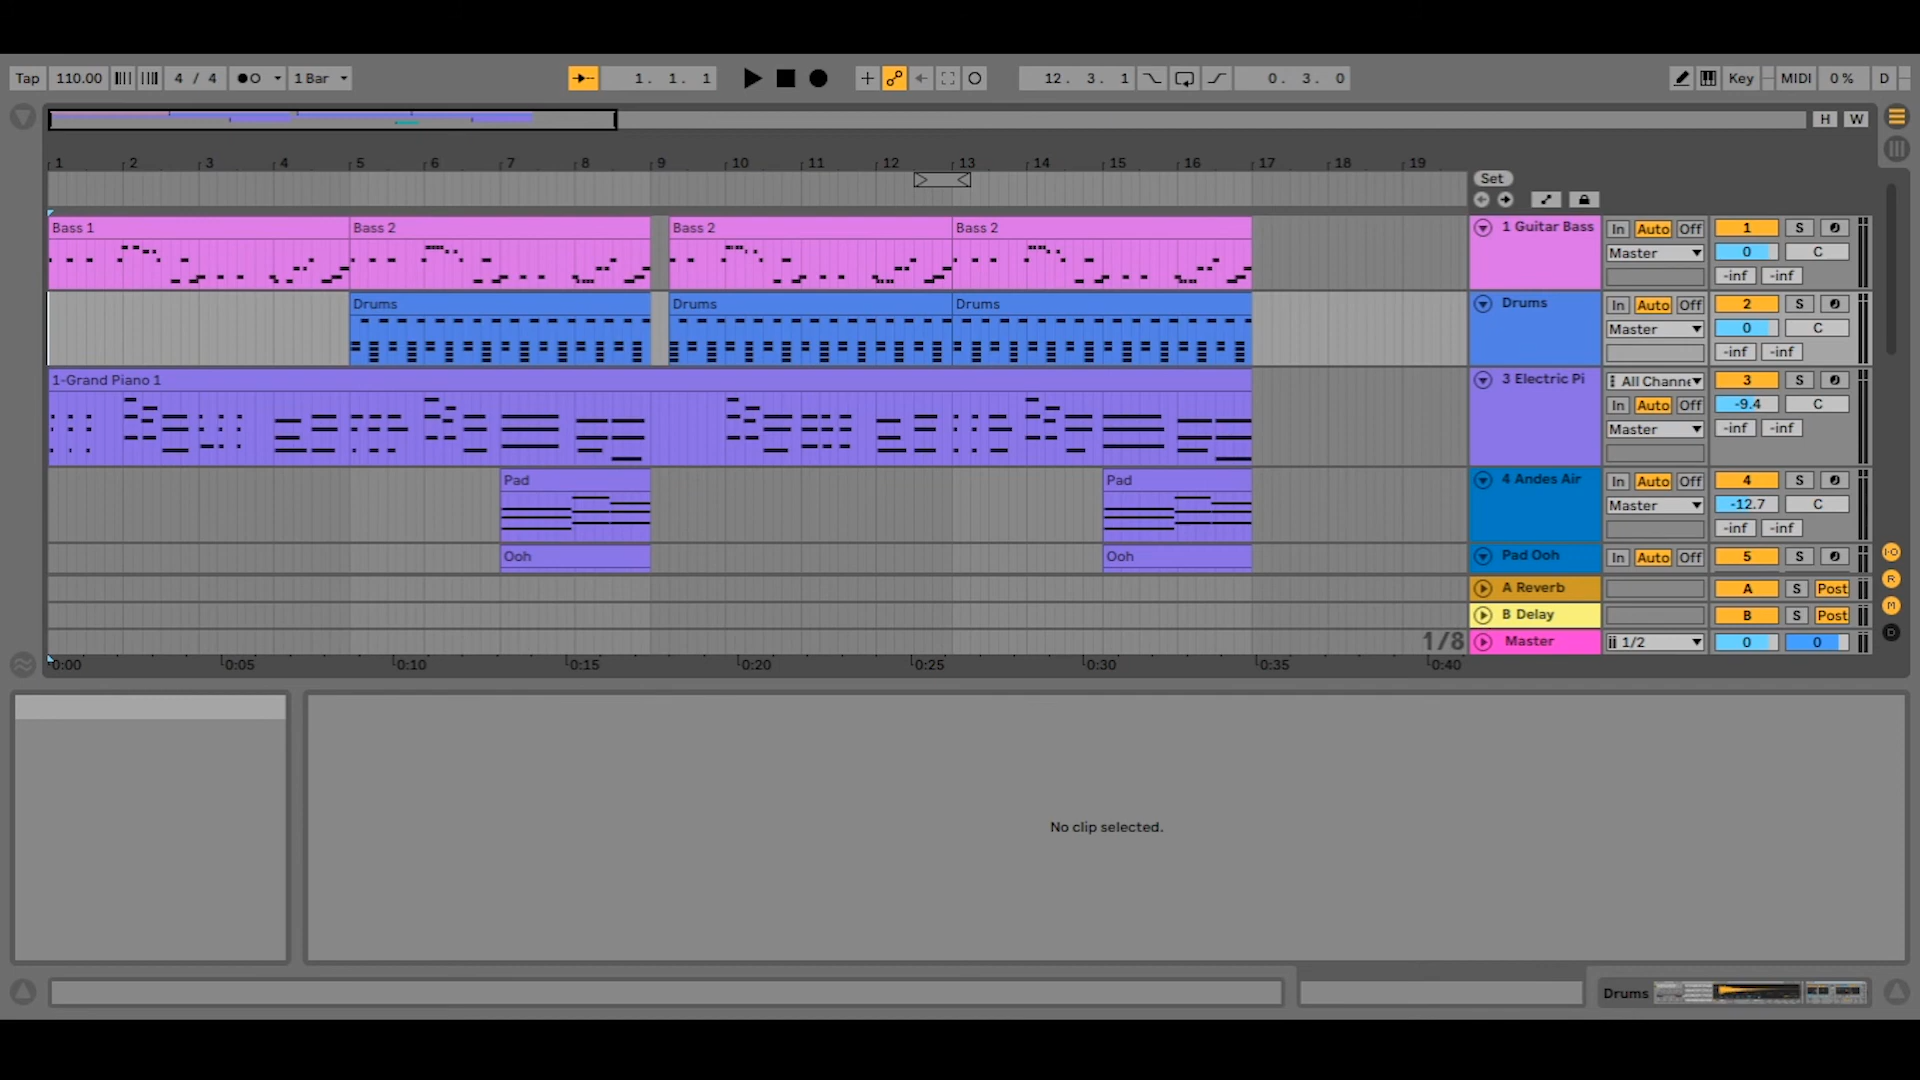 Tap 110.00 4 / 4 1 Bar 1. 1. 1 12. 3. 1 0. 3. 0 Key MIDI 0 % D
H W
1 2 3 4 5 6 7 8 9 10 11 12 13 14 15 16 17 18 19
Set
Bass 1 Bass 2 Bass 2 Bass 2 1 Guitar Bass In Auto Off 1 S
Master 0 C
-inf -inf
Drums Drums Drums Drums In Auto Off 2 S
Master 0 C
-inf -inf
1-Grand Piano 1 3 Electric Pi All Channe 3 S
In Auto Off -9.4 C
Master -inf -inf
Pad Pad 4 Andes Air In Auto Off 4 S
Master -12.7 C
-inf -inf
Ooh Ooh Pad Ooh In Auto Off 5 S
I·O
A Reverb A S Post
R
B Delay B S Post
M
1/8 Master 1/2 0 0
D
0:00 0:05 0:10 0:15 0:20 0:25 0:30 0:35 0:40
No clip selected.
Drums